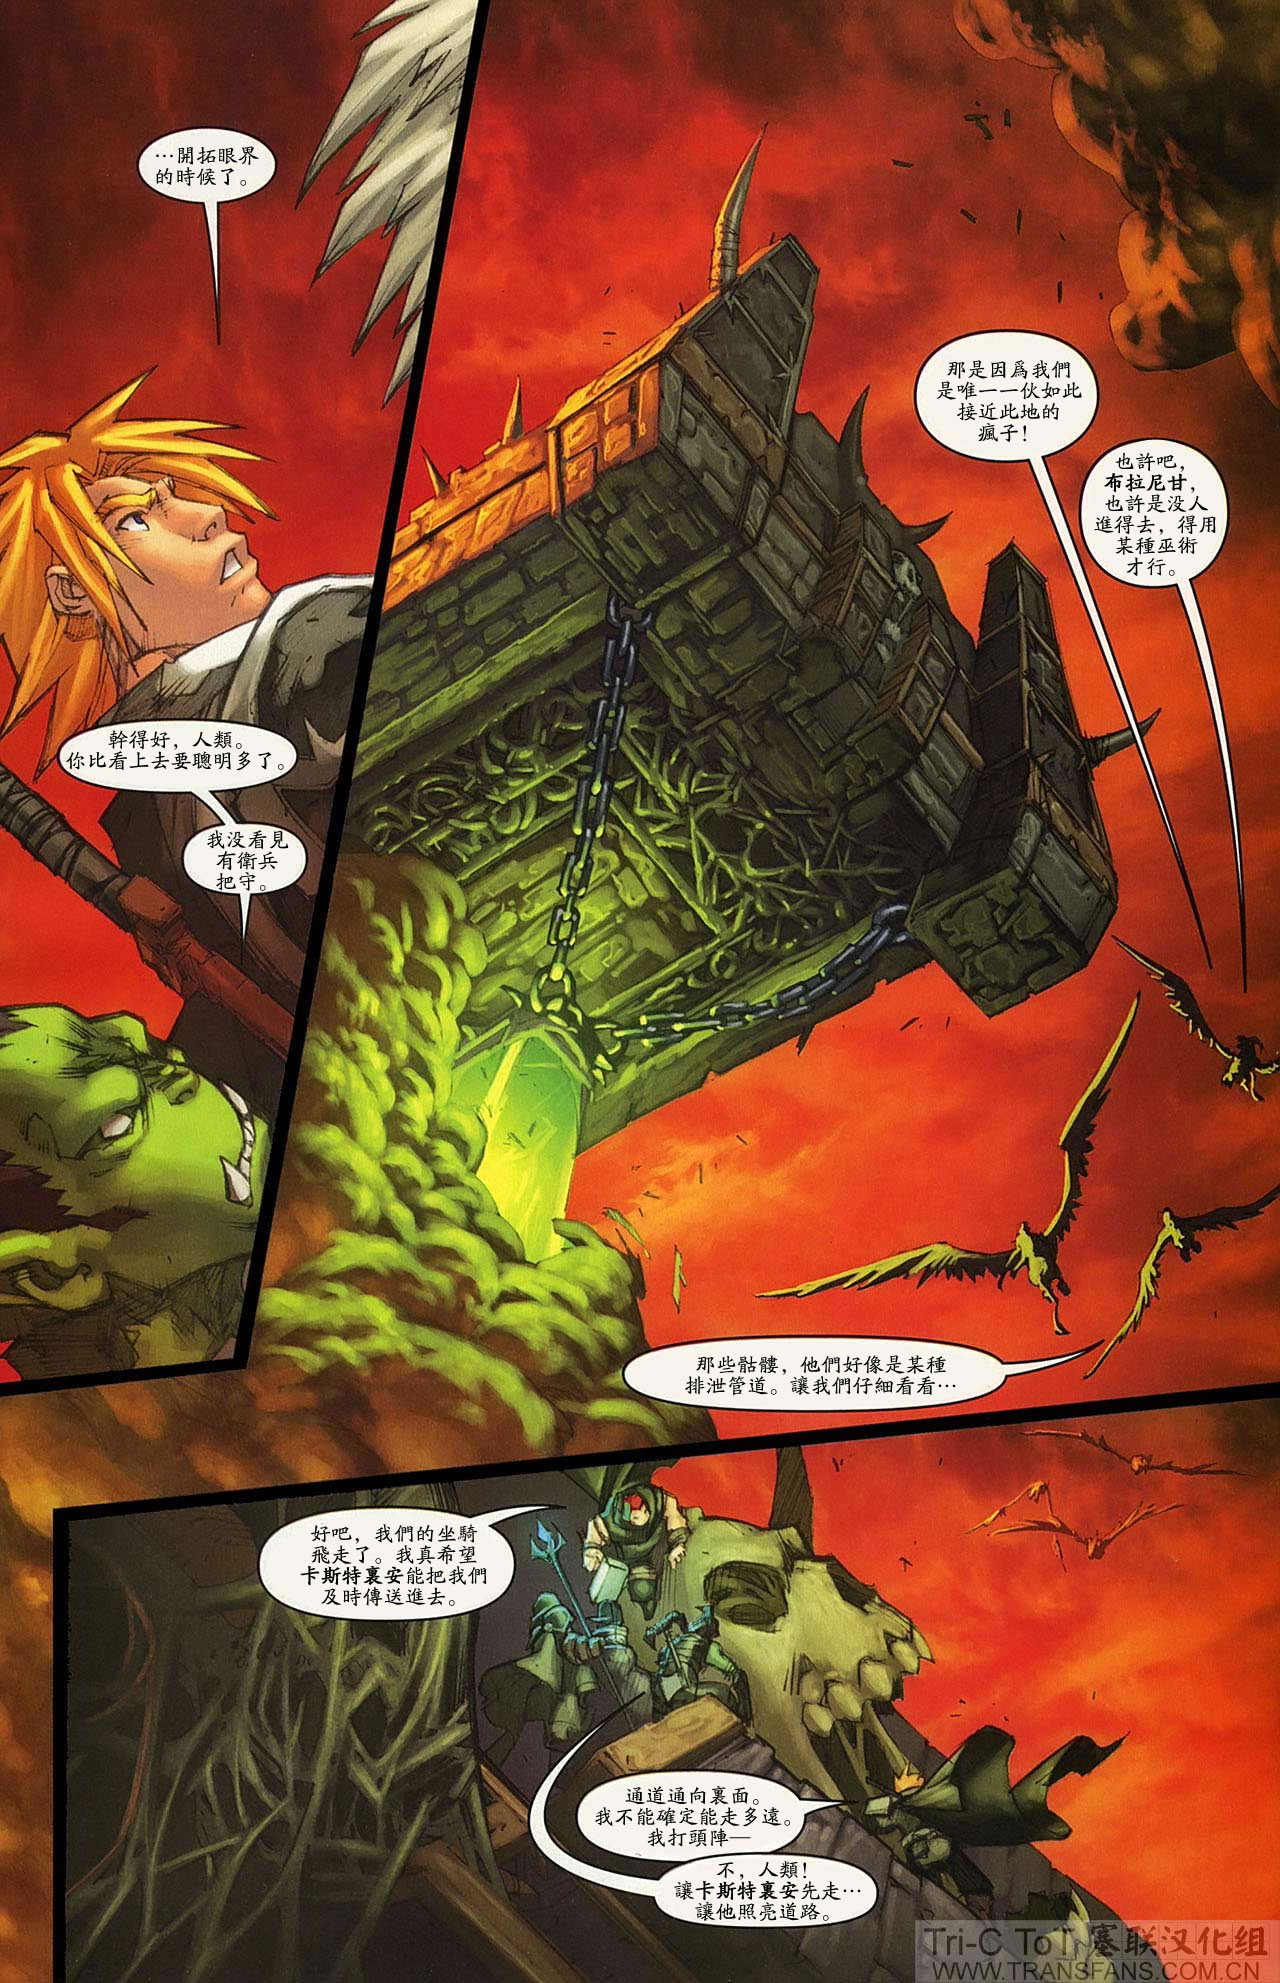 …開拓眼界
的時候了。
那是因爲我們
是唯一一伙如此
接近此地的
瘋子！
也許吧，
布拉尼甘，
也許是没人
進得去，得用
某種巫術
才行。
幹得好，人類。
你比看上去要聰明多了。
我没看見
有衛兵
把守。
那些骷髏，他們好像是某種
排泄管道。讓我們仔細看看…
好吧，我們的坐騎
飛走了。我真希望
卡斯特裏安能把我們
及時傳送進去。
通道通向裏面。
我不能確定能走多遠。
我打頭陣—
不，人類！
讓卡斯特裏安先走…
讓他照亮道路。
Tri-C ToT 塞联汉化组
WWW.TRANSFANS.COM.CN